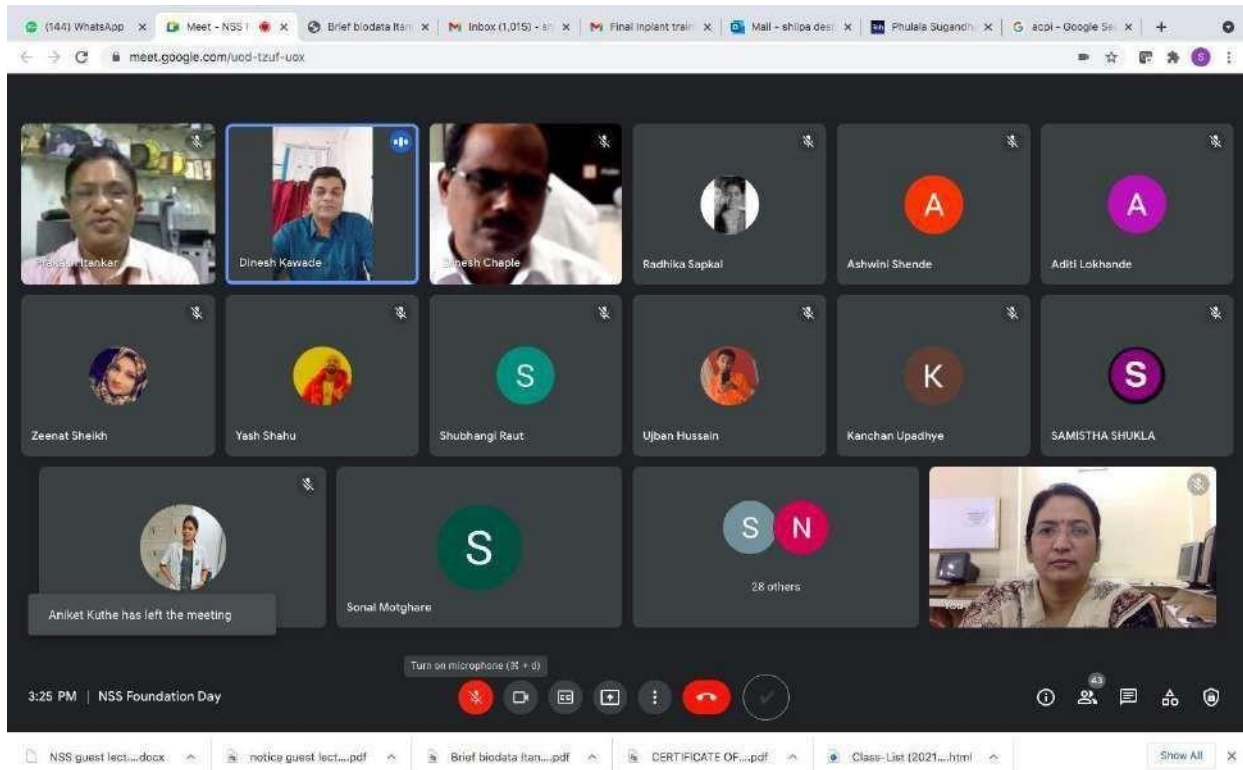 (144) WhatsApp
Meet - NSS
Brief biodata Itan
Inbox (1,015) - sh
Final Inplant train
Mail - shilpa des
Phulala Sugandh
acpi - Google Se
meet.google.com/uod-tzuf-uox
S
Prakash Itankar
Dinesh Kawade
Dinesh Chaple
Radhika Sapkal
A
Ashwini Shende
A
Aditi Lokhande
Zeenat Sheikh
Yash Shahu
S
Shubhangi Raut
Ujban Hussain
K
Kanchan Upadhye
S
SAMISTHA SHUKLA
Aniket Kuthe has left the meeting
S
Sonal Motghare
S N
28 others
You
Turn on microphone (⌘ + d)
3:25 PM | NSS Foundation Day
43
NSS guest lect....docx
notice guest lect....pdf
Brief biodata Itan....pdf
CERTIFICATE OF....pdf
Class-List (2021....html
Show All